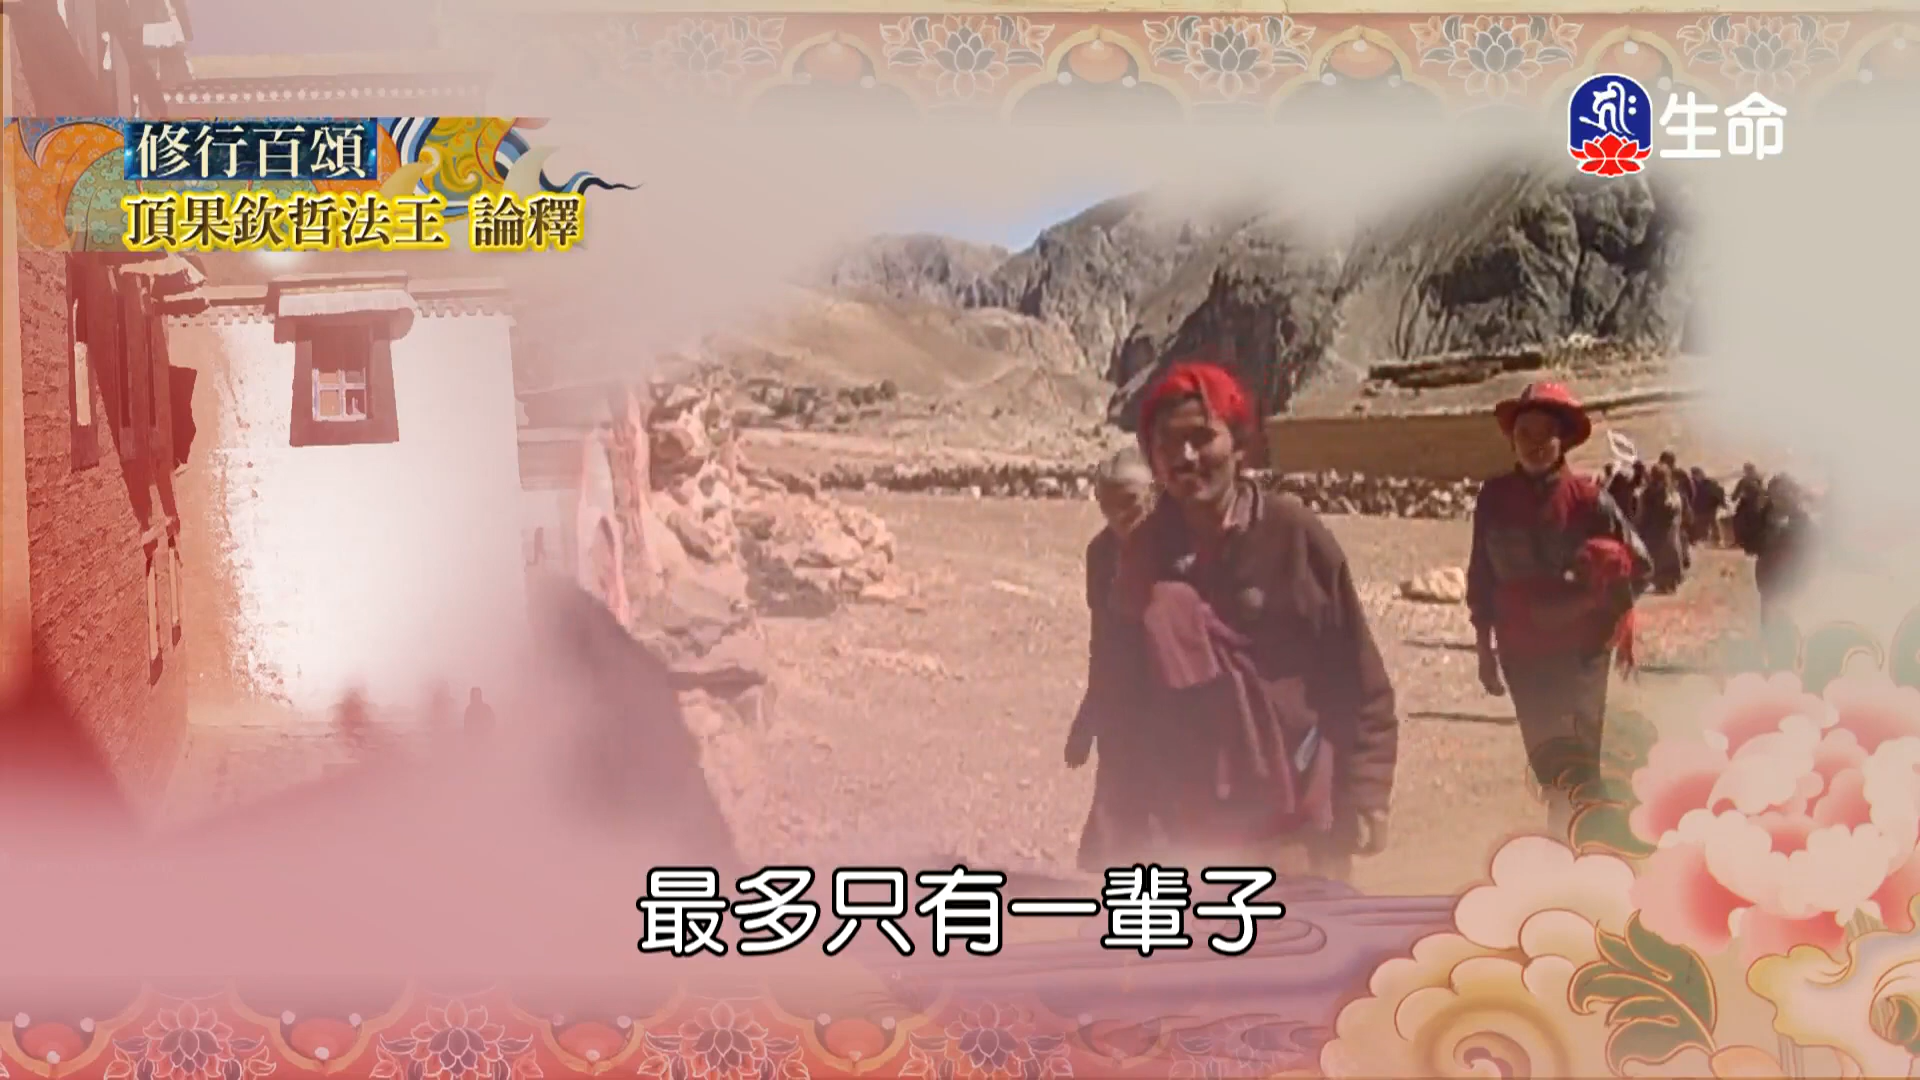 修行百頌
頂果欽哲法王 論釋
生命
最多只有一輩子